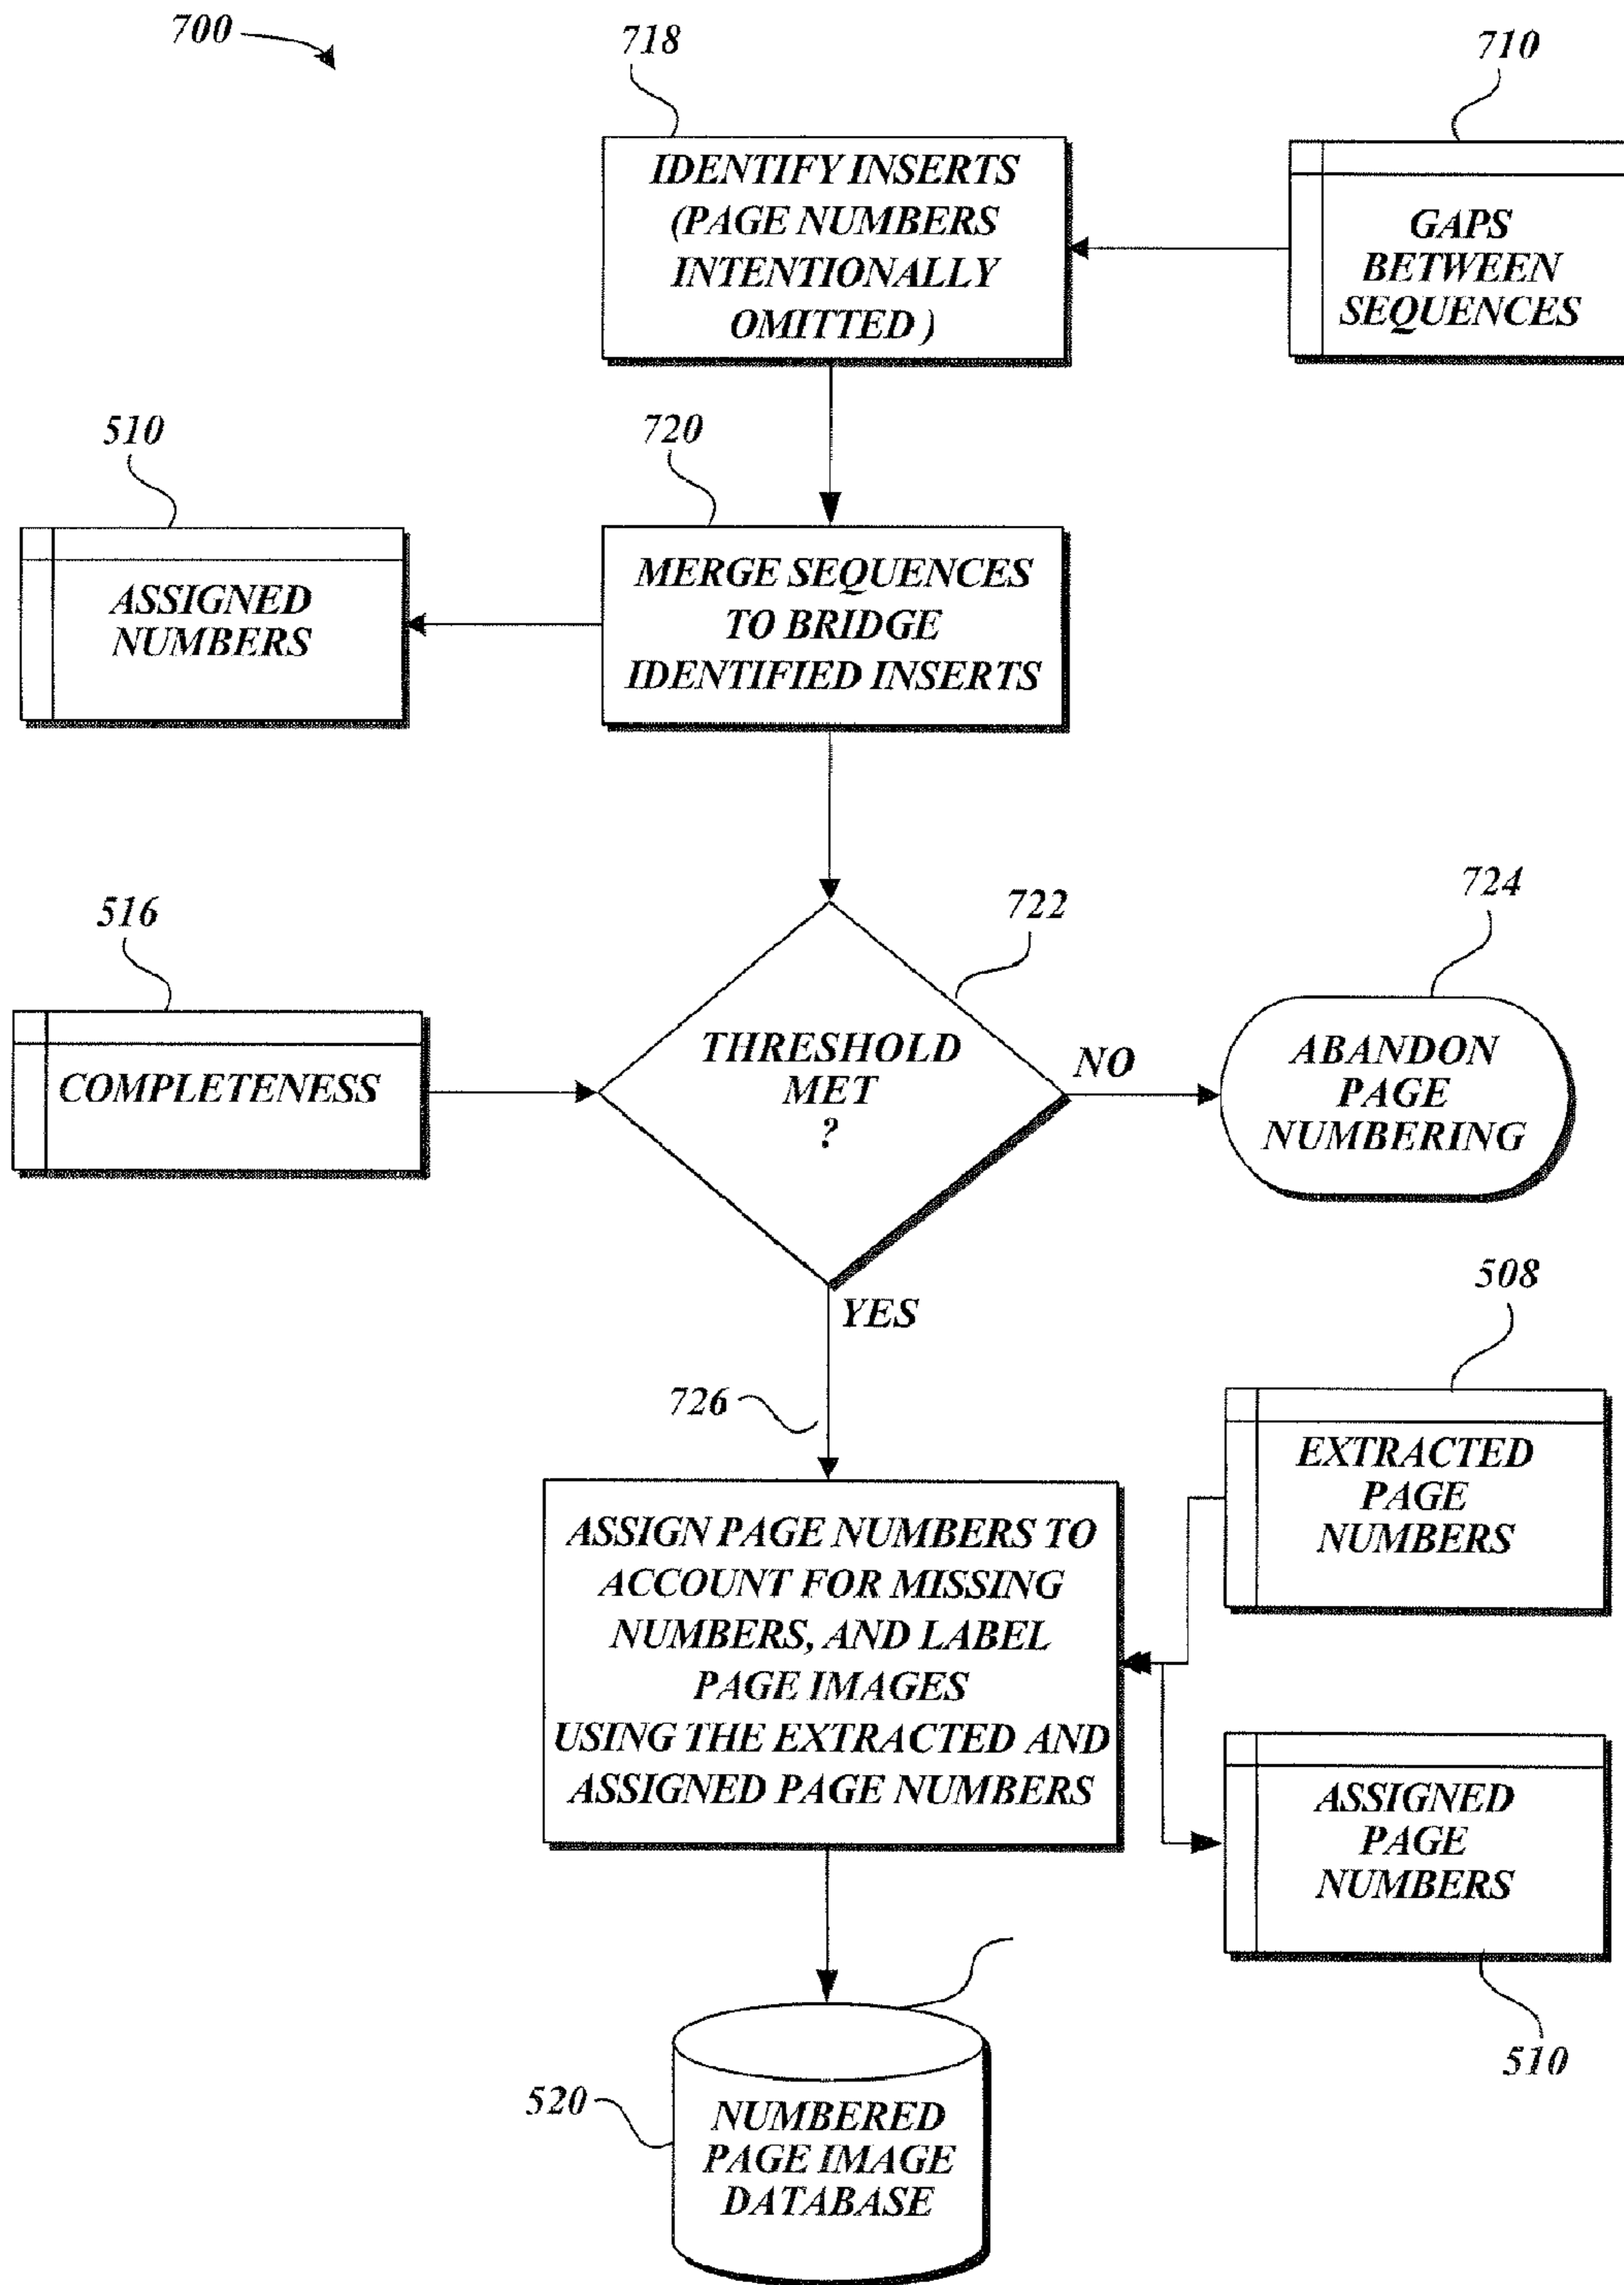 700
718
710
IDENTIFY INSERTS
(PAGE NUMBERS
INTENTIONALLY
OMITTED )
GAPS
BETWEEN
SEQUENCES
510
720
ASSIGNED
NUMBERS
MERGE SEQUENCES
TO BRIDGE
IDENTIFIED INSERTS
516
722
724
COMPLETENESS
THRESHOLD
MET
?
NO
ABANDON
PAGE
NUMBERING
YES
508
726
EXTRACTED
PAGE
NUMBERS
ASSIGN PAGE NUMBERS TO
ACCOUNT FOR MISSING
NUMBERS, AND LABEL
PAGE IMAGES
USING THE EXTRACTED AND
ASSIGNED PAGE NUMBERS
ASSIGNED
PAGE
NUMBERS
510
520
NUMBERED
PAGE IMAGE
DATABASE